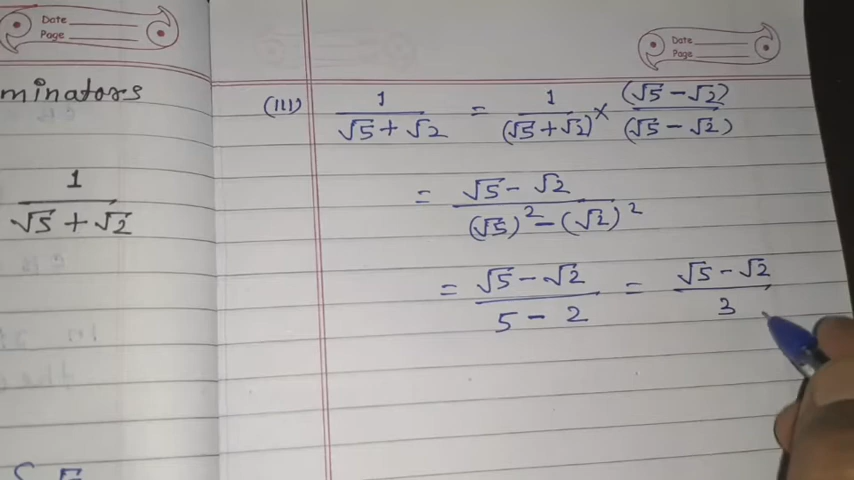 Date
Page
minators
1/(√5 + √2)
Date
Page
(III) 1/(√5 + √2) = 1/(√5 + √2) × (√5 − √2)/(√5 − √2)
= (√5 − √2)/((√5)² − (√2)²)
= (√5 − √2)/(5 − 2) = (√5 − √2)/3